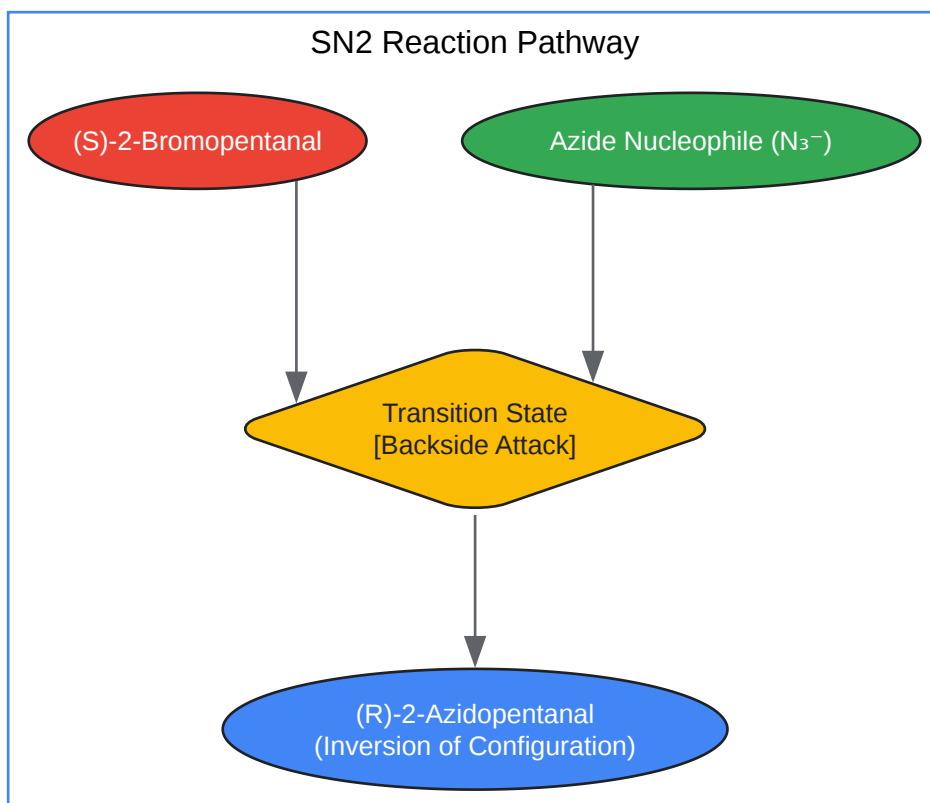 SN2 Reaction Pathway
(S)-2-Bromopentanal
Azide Nucleophile (N₃⁻)
Transition State
[Backside Attack]
(R)-2-Azidopentanal
(Inversion of Configuration)